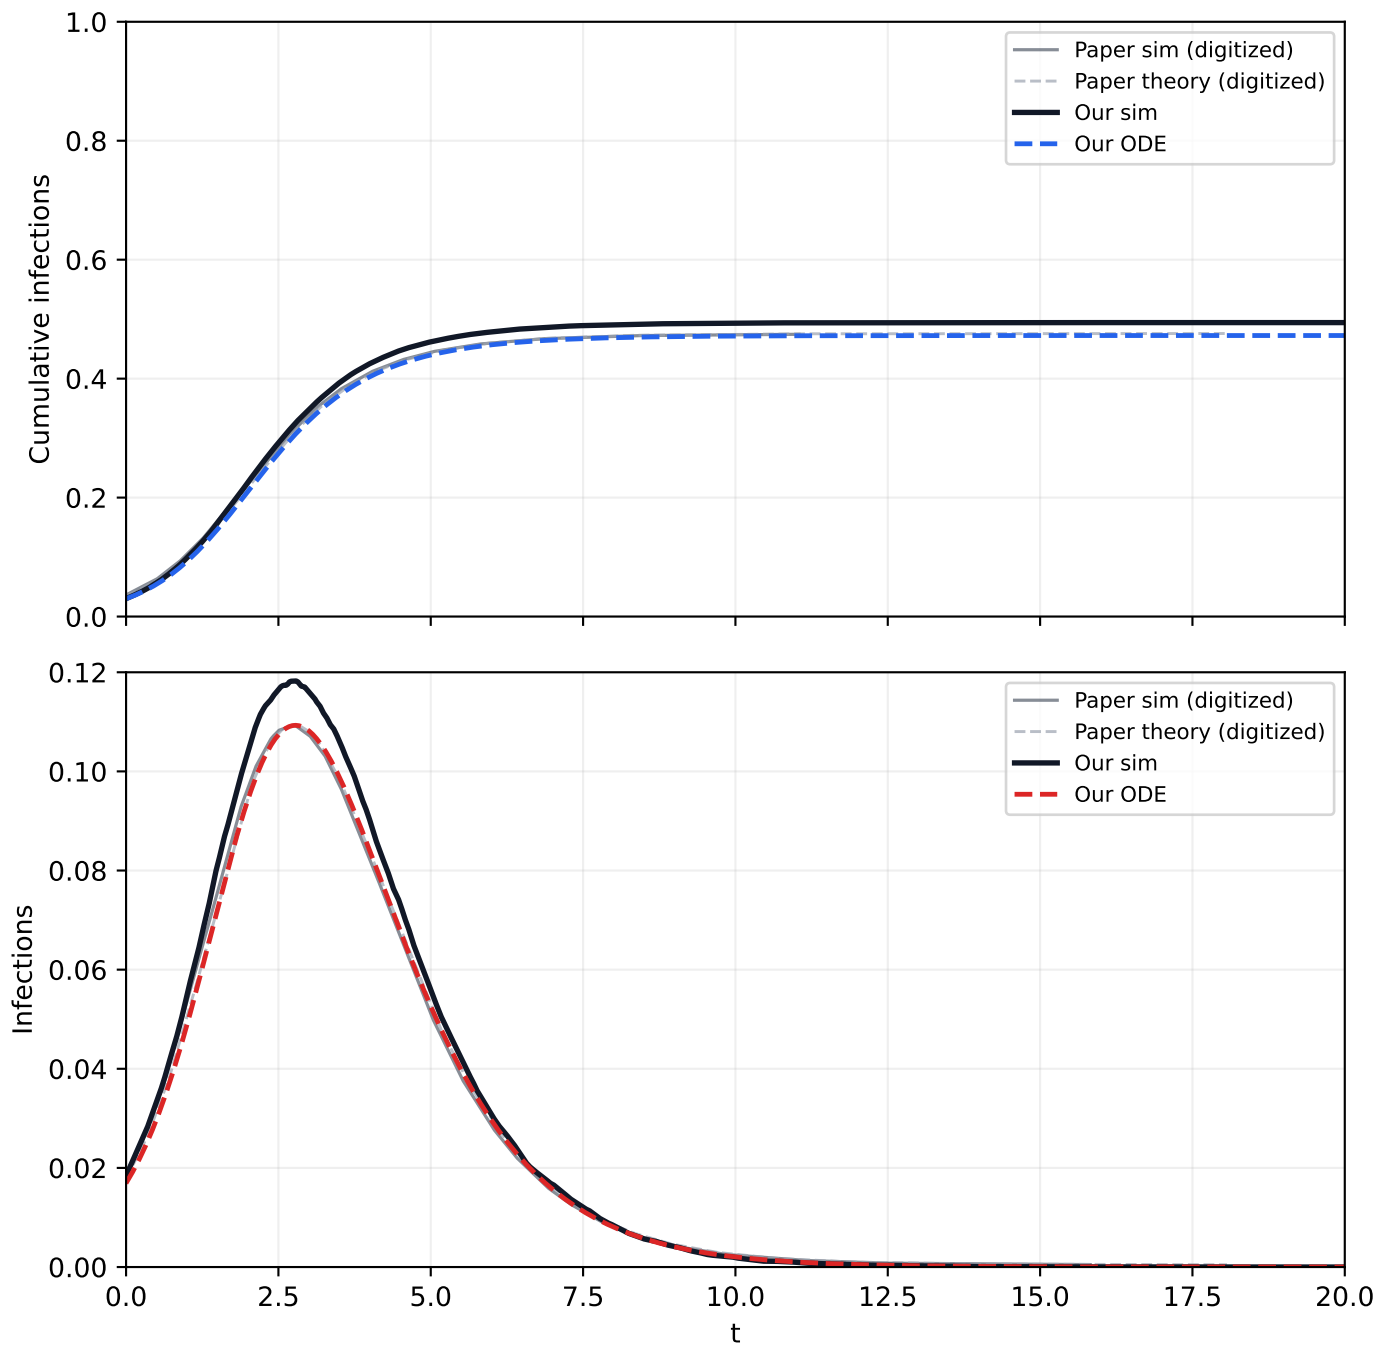 1.0
0.8
0.6
0.4
0.2
0.0
Cumulative infections
Paper sim (digitized)
Paper theory (digitized)
Our sim
Our ODE
0.12
0.10
0.08
0.06
0.04
0.02
0.00
Infections
Paper sim (digitized)
Paper theory (digitized)
Our sim
Our ODE
0.0 2.5 5.0 7.5 10.0 12.5 15.0 17.5 20.0
t